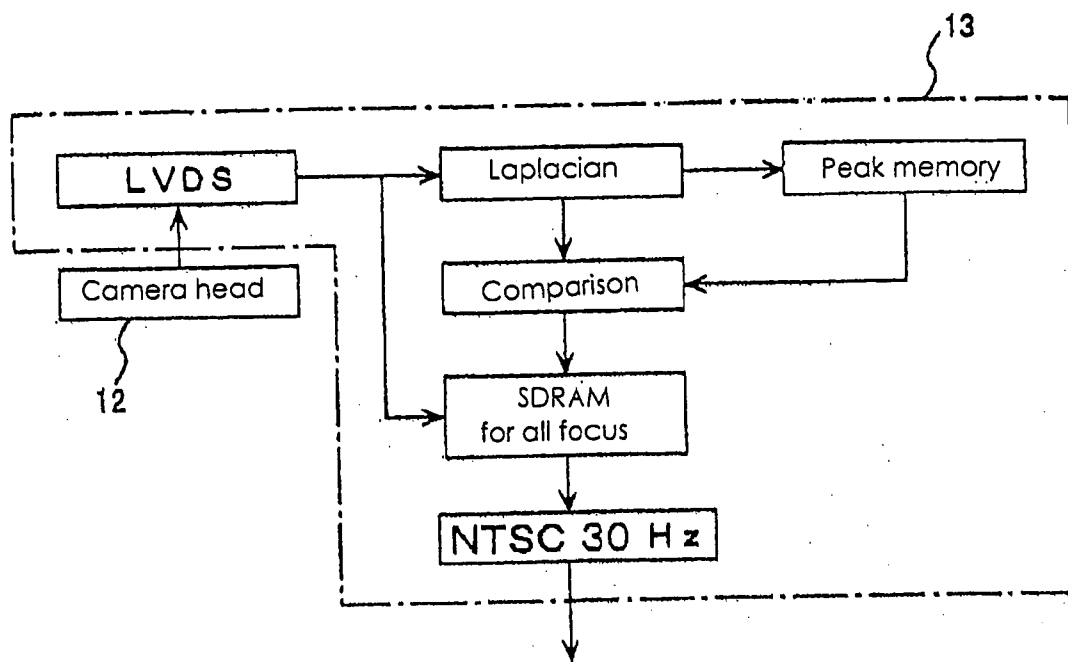 13
LVDS
Laplacian
Peak memory
Camera head
Comparison
12
SDRAM
for all focus
NTSC 30 Hz